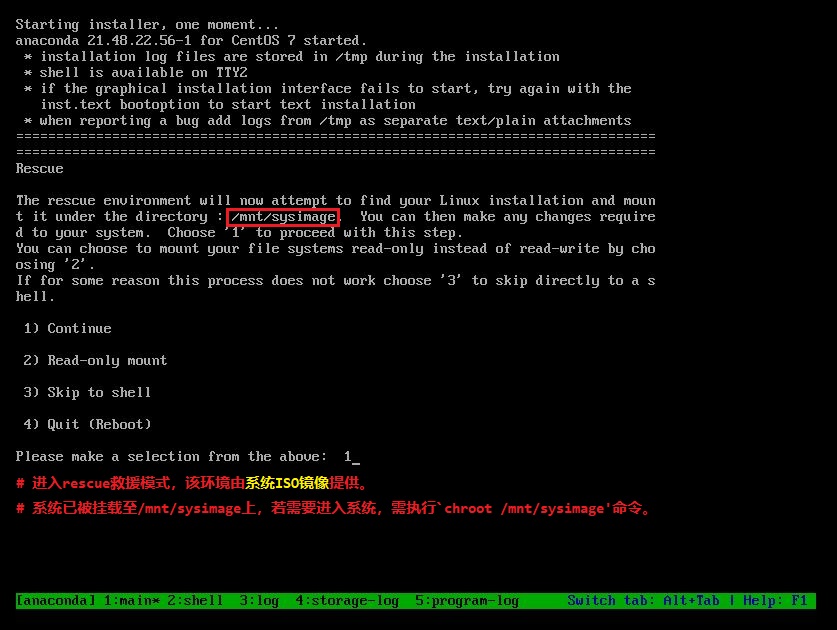 Starting installer, one moment...
anaconda 21.48.22.56-1 for CentOS 7 started.
 * installation log files are stored in /tmp during the installation
 * shell is available on TTY2
 * if the graphical installation interface fails to start, try again with the
   inst.text bootoption to start text installation
 * when reporting a bug add logs from /tmp as separate text/plain attachments
================================================================================
================================================================================
Rescue
The rescue environment will now attempt to find your Linux installation and moun
t it under the directory : /mnt/sysimage.  You can then make any changes require
d to your system.  Choose '1' to proceed with this step.
You can choose to mount your file systems read-only instead of read-write by cho
osing '2'.
If for some reason this process does not work choose '3' to skip directly to a s
hell.
 1) Continue
 2) Read-only mount
 3) Skip to shell
 4) Quit (Reboot)
Please make a selection from the above:  1_
# 进入rescue救援模式，该环境由系统ISO镜像提供。
# 系统已被挂载至/mnt/sysimage上，若需要进入系统，需执行`chroot /mnt/sysimage'命令。
[anaconda] 1:main* 2:shell  3:log  4:storage-log  5:program-log      Switch tab: Alt+Tab | Help: F1